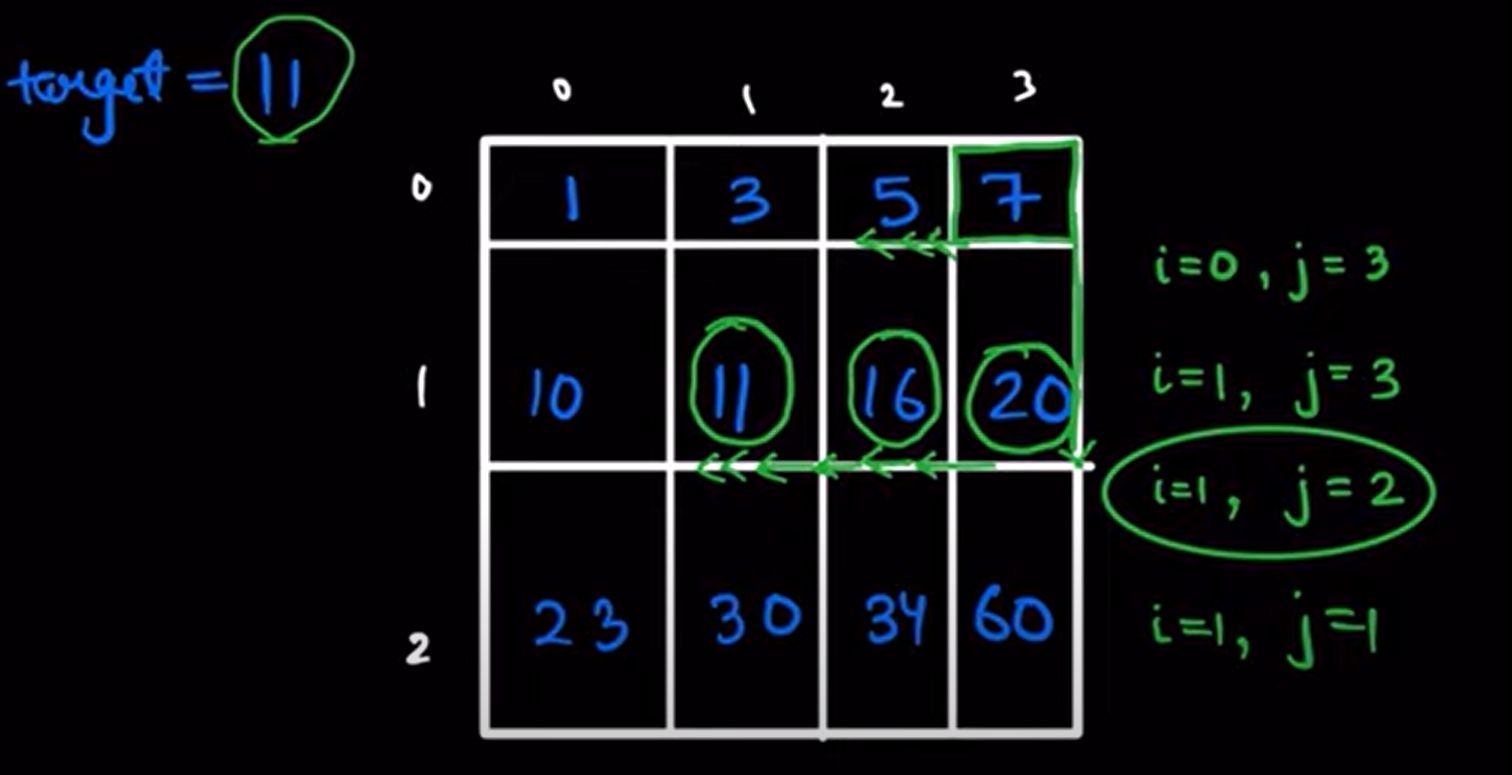 target = 11
0 1 2 3
0 1 3 5 7
i=0, j=3
1 10 11 16 20
i=1, j=3
i=1, j=2
2 23 30 34 60
i=1, j=1